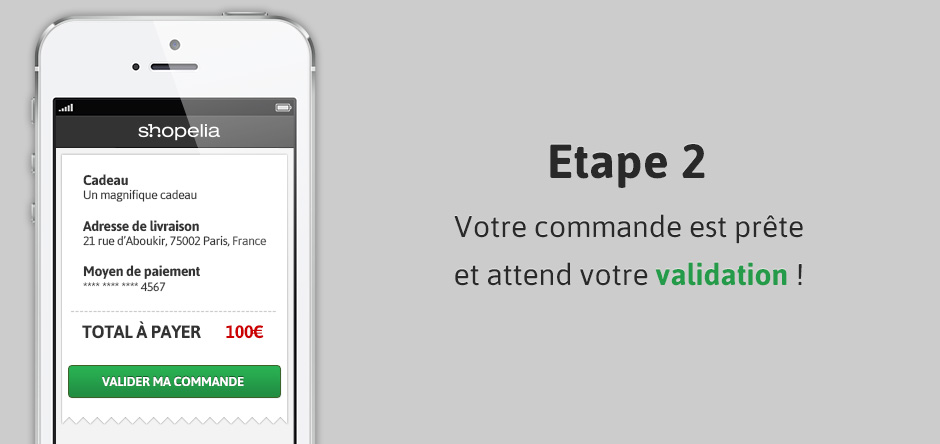 shopelia
Cadeau
Un magnifique cadeau
Adresse de livraison
21 rue d'Aboukir, 75002 Paris, France
Moyen de paiement
**** **** **** 4567
TOTAL À PAYER 100€
VALIDER MA COMMANDE
Etape 2
Votre commande est prête
et attend votre validation !